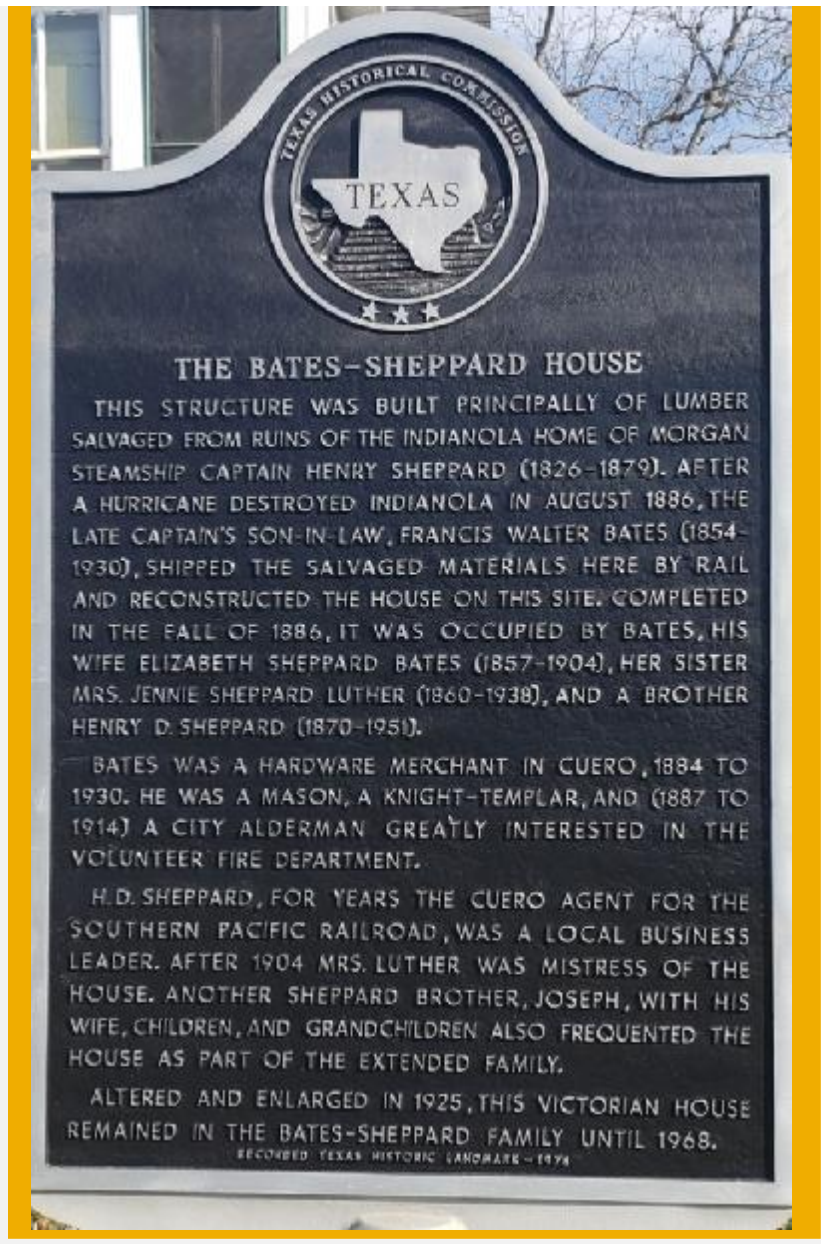 TEXAS HISTORICAL COMMISSION
TEXAS
THE BATES-SHEPPARD HOUSE
THIS STRUCTURE WAS BUILT PRINCIPALLY OF LUMBER
SALVAGED FROM RUINS OF THE INDIANOLA HOME OF MORGAN
STEAMSHIP CAPTAIN HENRY SHEPPARD (1826-1879). AFTER
A HURRICANE DESTROYED INDIANOLA IN AUGUST 1886, THE
LATE CAPTAIN'S SON-IN-LAW, FRANCIS WALTER BATES (1854-
1930), SHIPPED THE SALVAGED MATERIALS HERE BY RAIL
AND RECONSTRUCTED THE HOUSE ON THIS SITE. COMPLETED
IN THE FALL OF 1886, IT WAS OCCUPIED BY BATES, HIS
WIFE ELIZABETH SHEPPARD BATES (1857-1904), HER SISTER
MRS. JENNIE SHEPPARD LUTHER (1860-1938), AND A BROTHER
HENRY D. SHEPPARD (1870-1951).
BATES WAS A HARDWARE MERCHANT IN CUERO, 1884 TO
1930. HE WAS A MASON, A KNIGHT-TEMPLAR, AND (1887 TO
1914) A CITY ALDERMAN GREATLY INTERESTED IN THE
VOLUNTEER FIRE DEPARTMENT.
H. D. SHEPPARD, FOR YEARS THE CUERO AGENT FOR THE
SOUTHERN PACIFIC RAILROAD, WAS A LOCAL BUSINESS
LEADER. AFTER 1904 MRS. LUTHER WAS MISTRESS OF THE
HOUSE. ANOTHER SHEPPARD BROTHER, JOSEPH, WITH HIS
WIFE, CHILDREN, AND GRANDCHILDREN ALSO FREQUENTED THE
HOUSE AS PART OF THE EXTENDED FAMILY.
ALTERED AND ENLARGED IN 1925, THIS VICTORIAN HOUSE
REMAINED IN THE BATES-SHEPPARD FAMILY UNTIL 1968.
RECORDED TEXAS HISTORIC LANDMARK-